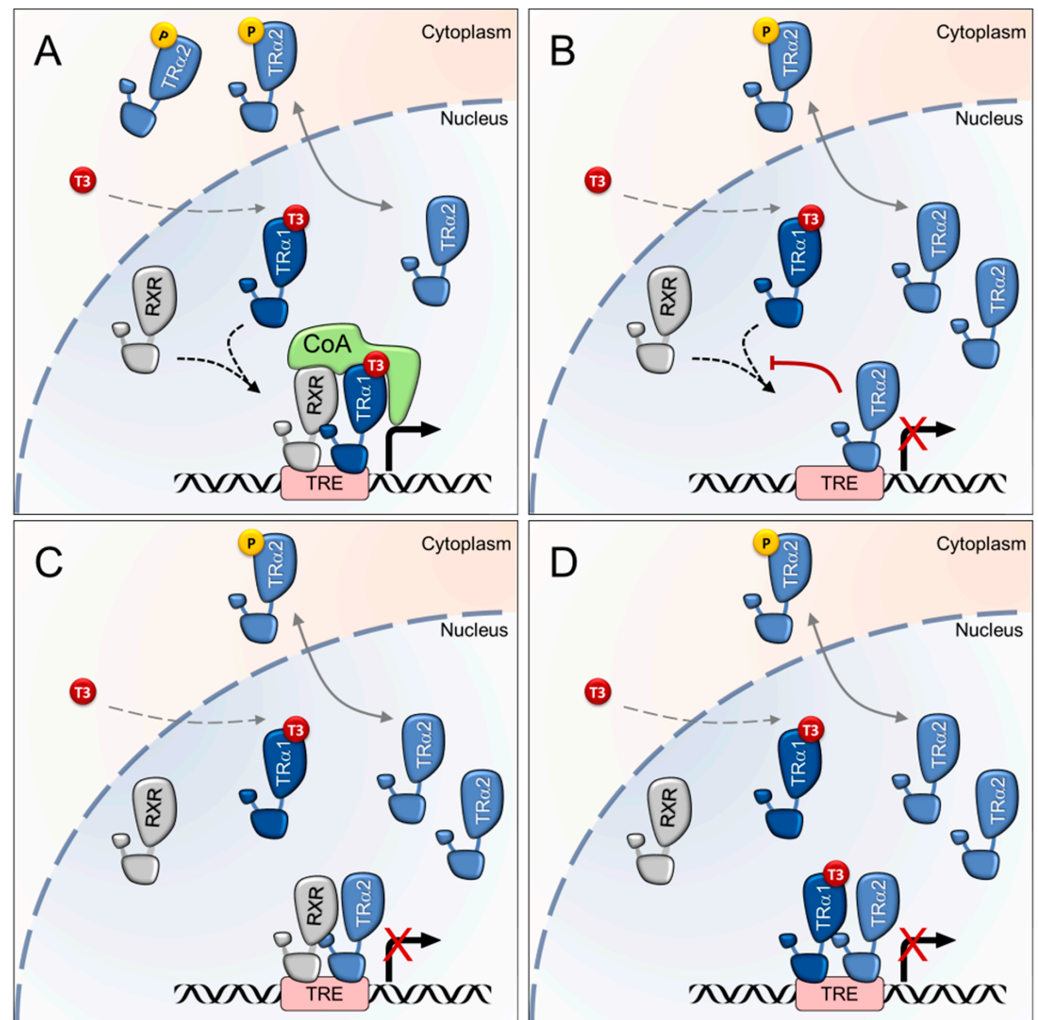 A
P
TRα2
P
TRα2
Cytoplasm
Nucleus
T3
T3
TRα1
TRα2
RXR
CoA
T3
RXR
TRα1
TRE
B
P
TRα2
Cytoplasm
Nucleus
T3
T3
TRα1
TRα2
TRα2
RXR
TRα2
TRE
C
P
TRα2
Cytoplasm
Nucleus
T3
T3
TRα1
TRα2
TRα2
RXR
RXR
TRα2
TRE
D
P
TRα2
Cytoplasm
Nucleus
T3
T3
TRα1
TRα2
TRα2
RXR
T3
TRα1
TRα2
TRE